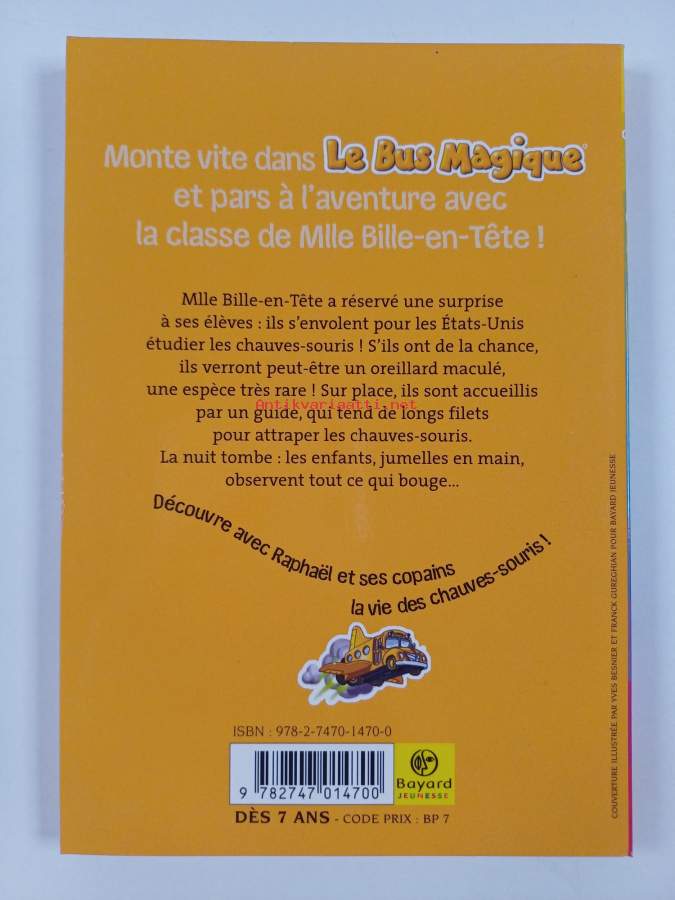 Monte vite dans Le Bus Magique
et pars à l'aventure avec
la classe de Mlle Bille-en-Tête !
Mlle Bille-en-Tête a réservé une surprise
à ses élèves : ils s'envolent pour les États-Unis
étudier les chauves-souris ! S'ils ont de la chance,
ils verront peut-être un oreillard maculé,
une espèce très rare ! Sur place, ils sont accueillis
Antikvariaatti.net
par un guide, qui tend de longs filets
pour attraper les chauves-souris.
La nuit tombe : les enfants, jumelles en main,
observent tout ce qui bouge...
Découvre avec Raphaël et ses copains
la vie des chauves-souris !
ISBN : 978-2-7470-1470-0
9 782747 014700
Bayard
JEUNESSE
DÈS 7 ANS - CODE PRIX : BP 7
COUVERTURE ILLUSTRÉE PAR YVES BESNIER ET FRANCK GUREGHIAN POUR BAYARD JEUNESSE